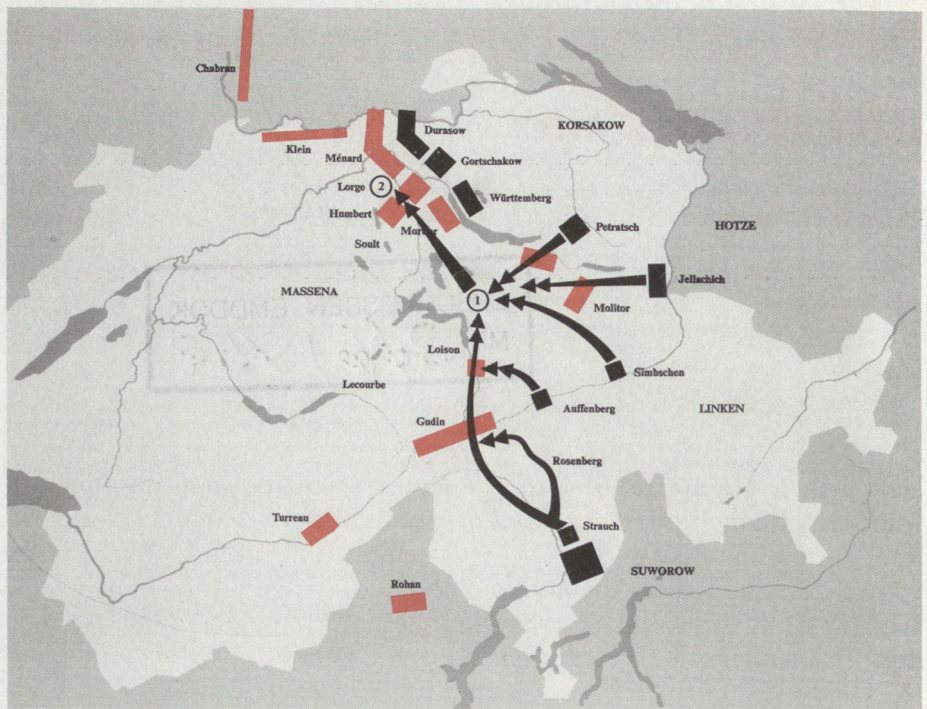 Chabran
KORSAKOW
Durasow
Klein
Ménard
Gortschakow
Lorge
2
Württemberg
Humbert
Petratsch
HOTZE
Soult
Jellachich
MASSENA
1
Molitor
Loison
Simbschen
Lecourbe
Auffenberg
LINKEN
Gudin
Rosenberg
Turreau
Strauch
SUWOROW
Rohan